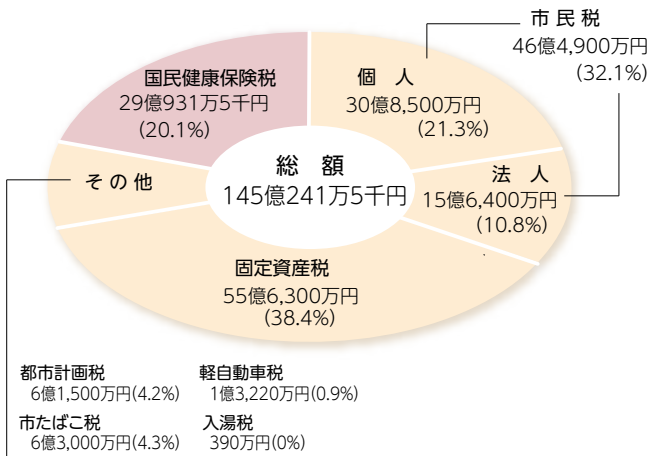 市民税
46億4,900万円
(32.1%)
国民健康保険税
29億931万5千円
(20.1%)
個人
30億8,500万円
(21.3%)
総額
145億241万5千円
その他
法人
15億6,400万円
(10.8%)
固定資産税
55億6,300万円
(38.4%)
都市計画税
6億1,500万円(4.2%)
軽自動車税
1億3,220万円(0.9%)
市たばこ税
6億3,000万円(4.3%)
入湯税
390万円(0%)